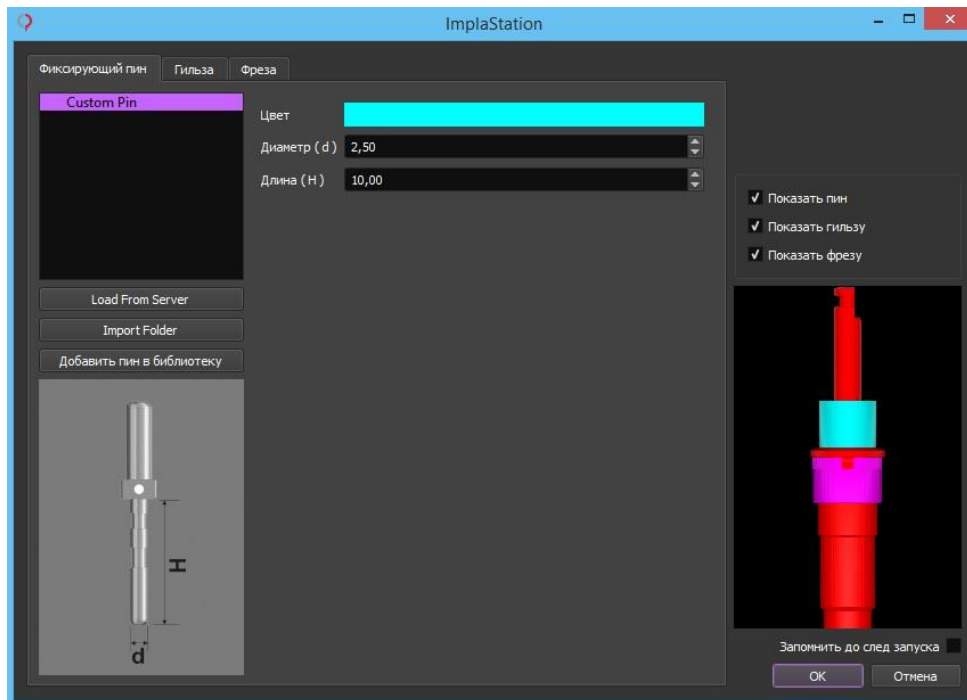 ImplaStation
Фиксирующий пин Гильза Фреза
Custom Pin
Цвет
Диаметр ( d ) 2,50
Длина ( H ) 10,00
Load From Server
Import Folder
Добавить пин в библиотеку
H
d
Показать пин
Показать гильзу
Показать фрезу
Запомнить до след запуска
OK Отмена